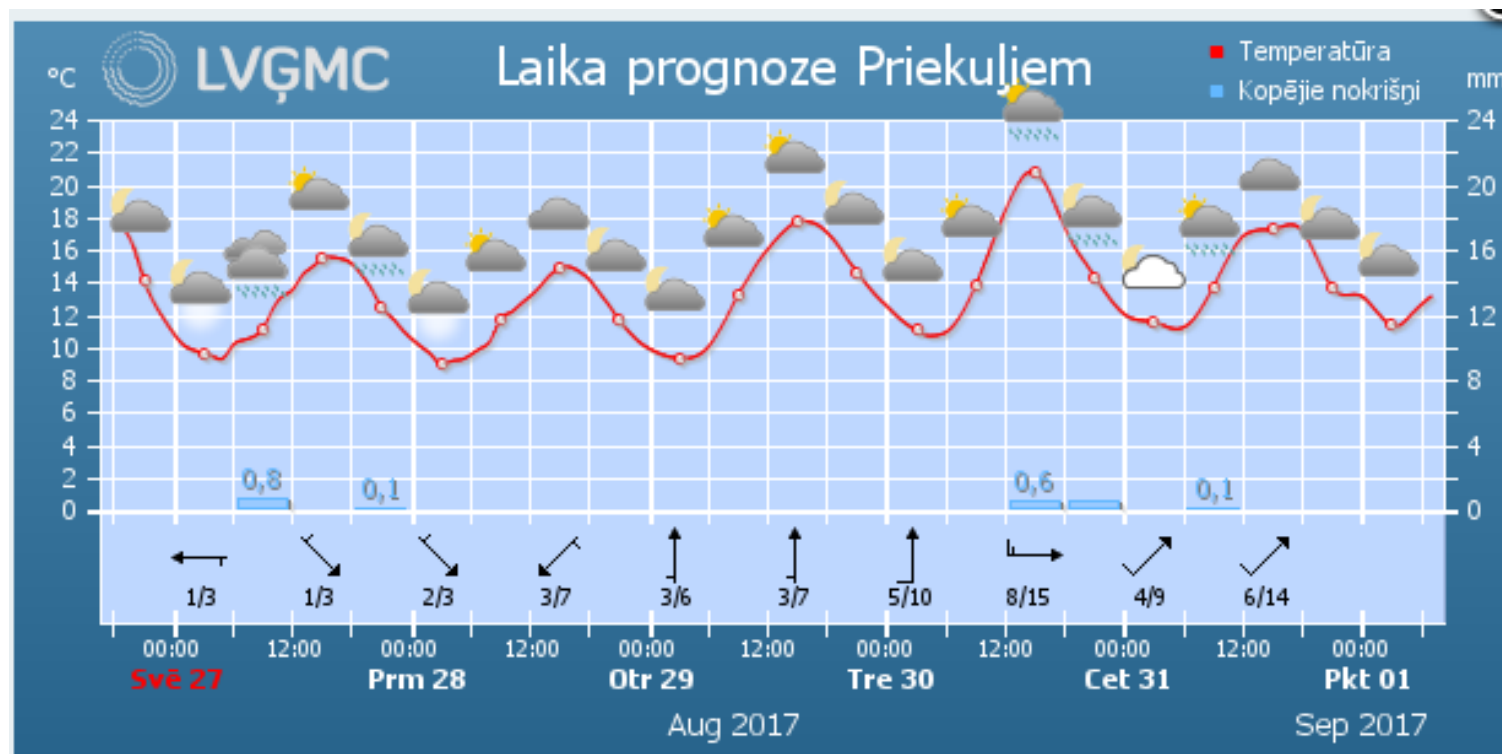 LVĢMC
Laika prognoze Priekuļiem
Temperatūra
Kopējie nokrišņi
°C
mm
24
22
20
18
16
14
12
10
8
6
4
2
0
24
20
16
12
8
4
0
0,8
0,1
0,6
0,1
1/3 1/3 2/3 3/7 3/6 3/7 5/10 8/15 4/9 6/14
00:00 12:00 00:00 12:00 00:00 12:00 00:00 12:00 00:00 12:00 00:00
Svē 27 Prm 28 Otr 29 Tre 30 Cet 31 Pkt 01
Aug 2017 Sep 2017